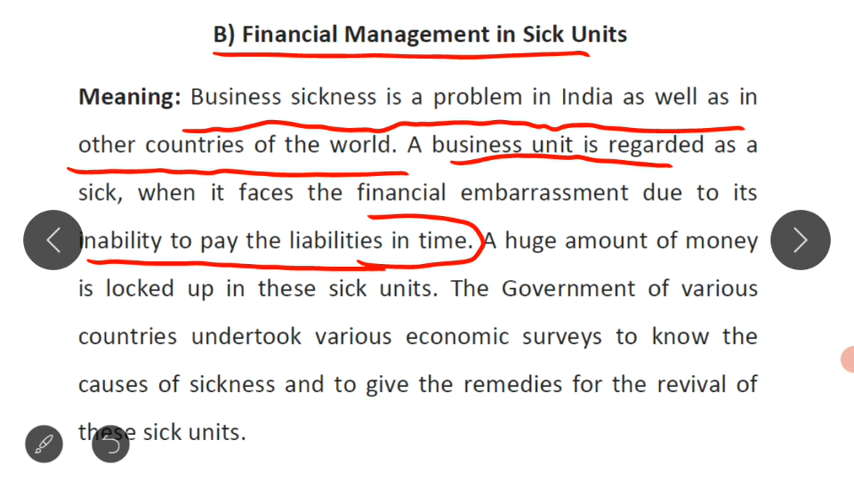 B) Financial Management in Sick Units
Meaning: Business sickness is a problem in India as well as in
other countries of the world. A business unit is regarded as a
sick, when it faces the financial embarrassment due to its
inability to pay the liabilities in time. A huge amount of money
is locked up in these sick units. The Government of various
countries undertook various economic surveys to know the
causes of sickness and to give the remedies for the revival of
these sick units.